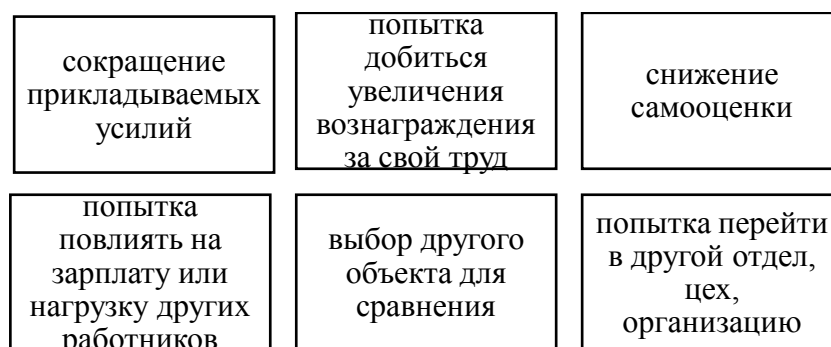 сокращение
прикладываемых
усилий
попытка
добиться
увеличения
вознаграждения
за свой труд
снижение
самооценки
попытка
повлиять на
зарплату или
нагрузку других
работников
выбор другого
объекта для
сравнения
попытка перейти
в другой отдел,
цех,
организацию